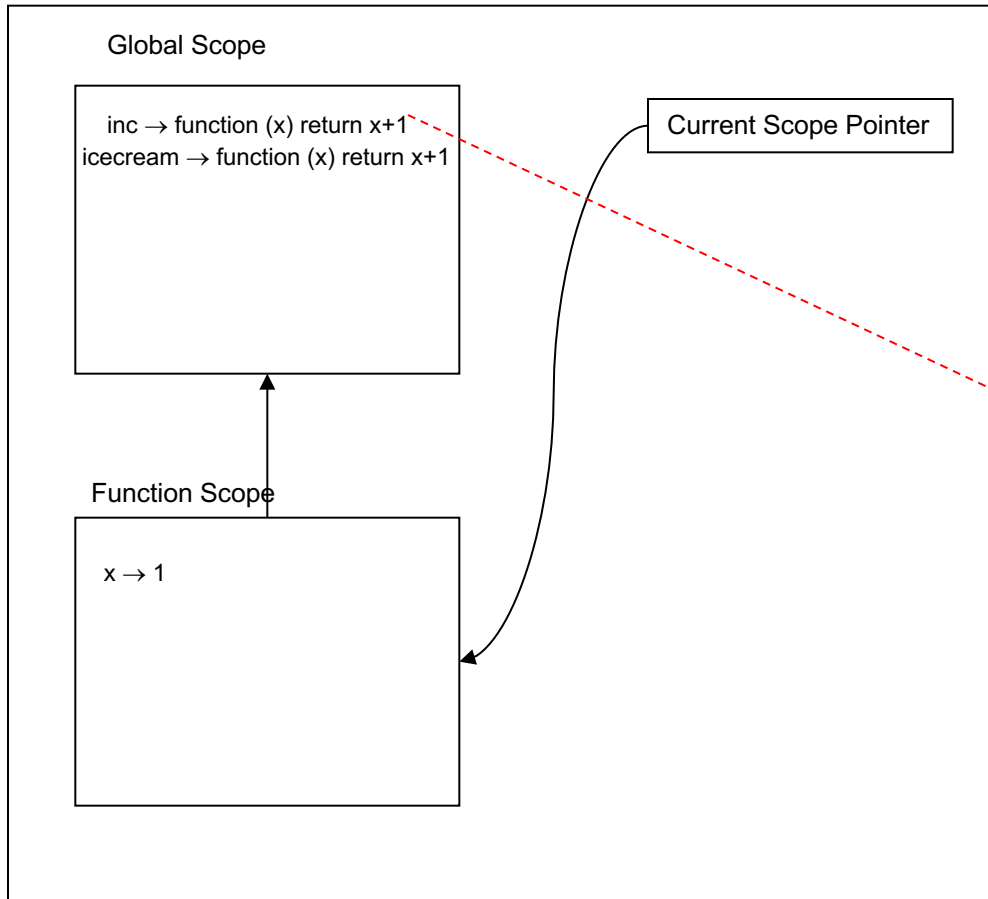 Global Scope
inc → function (x) return x+1
icecream → function (x) return x+1
Current Scope Pointer
Function Scope
x → 1